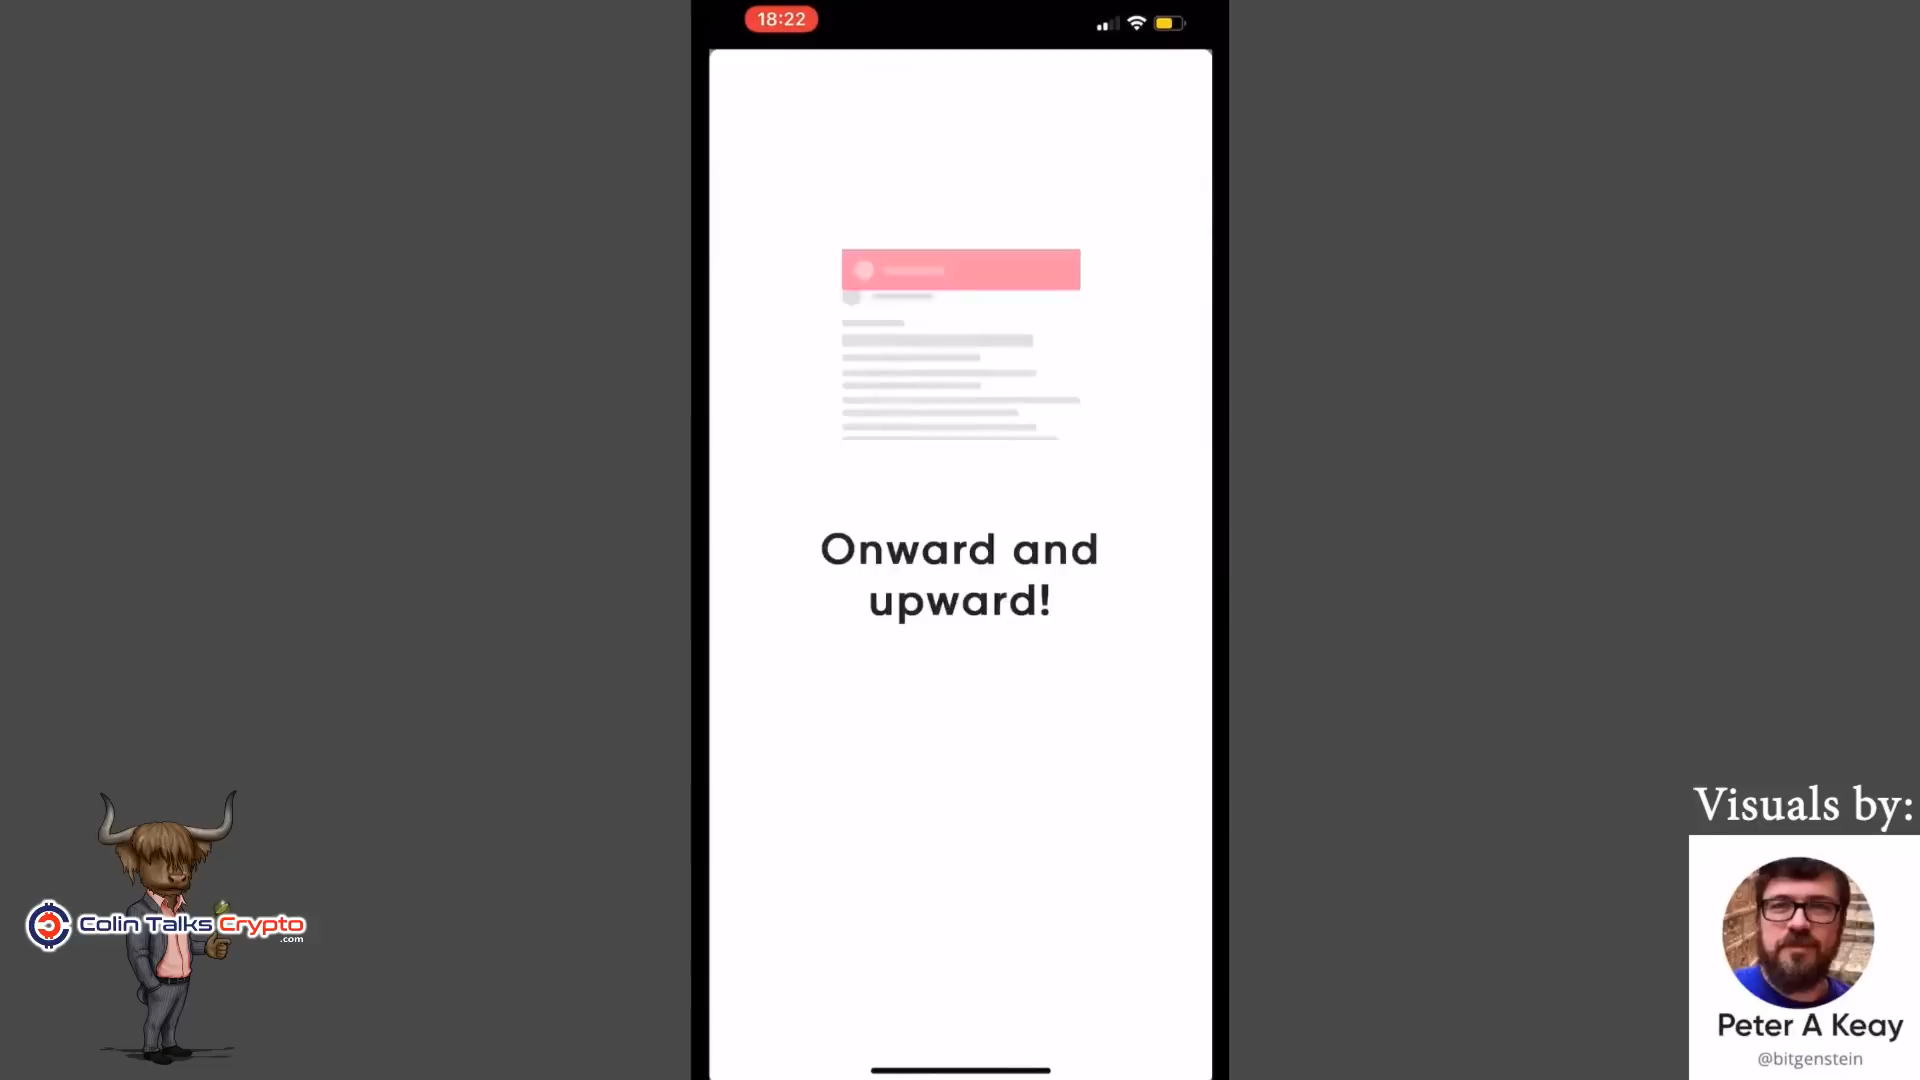 18:22
Onward and
upward!
Colin Talks Crypto
.com
Visuals by:
Peter A Keay
@bitgenstein